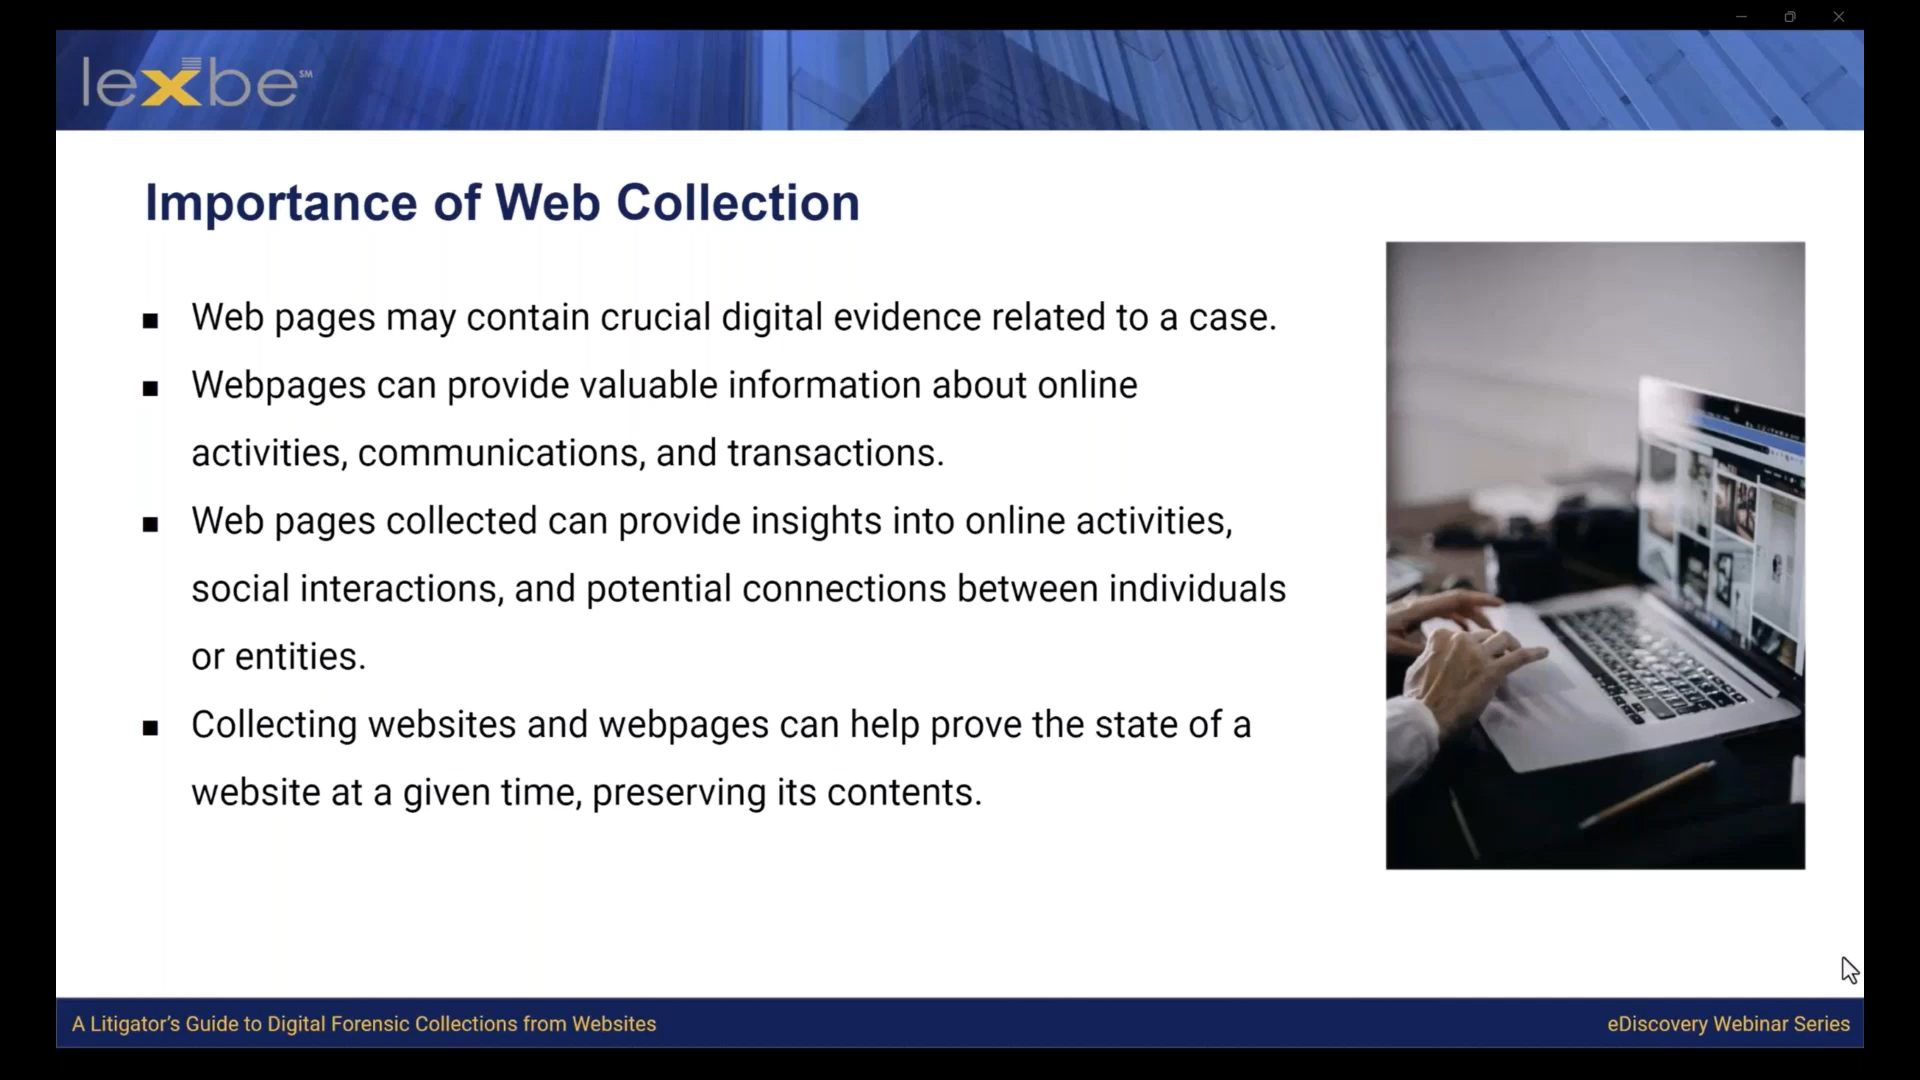 lexbe SM
Importance of Web Collection
■ Web pages may contain crucial digital evidence related to a case.
■ Webpages can provide valuable information about online
activities, communications, and transactions.
■ Web pages collected can provide insights into online activities,
social interactions, and potential connections between individuals
or entities.
■ Collecting websites and webpages can help prove the state of a
website at a given time, preserving its contents.
A Litigator’s Guide to Digital Forensic Collections from Websites
eDiscovery Webinar Series